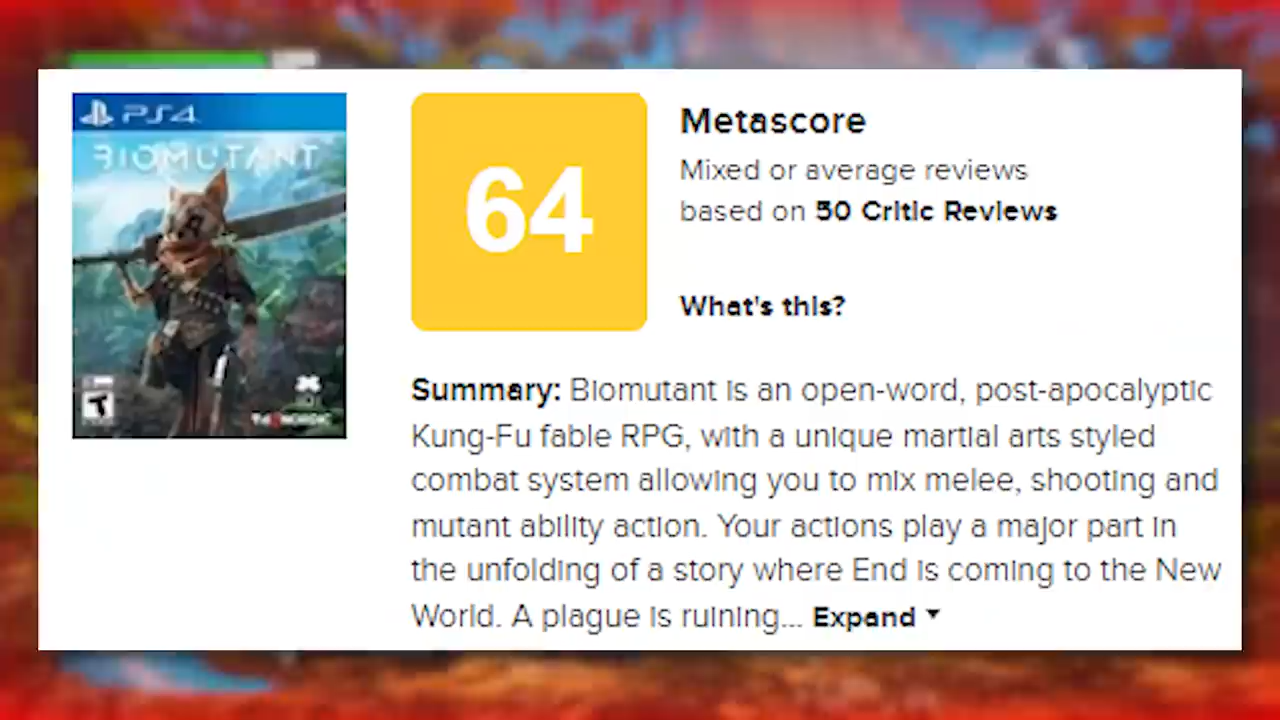 PS4
BIOMUTANT
64
Metascore
Mixed or average reviews
based on 50 Critic Reviews
What's this?
Summary: Biomutant is an open-word, post-apocalyptic
Kung-Fu fable RPG, with a unique martial arts styled
combat system allowing you to mix melee, shooting and
mutant ability action. Your actions play a major part in
the unfolding of a story where End is coming to the New
World. A plague is ruining... Expand
T